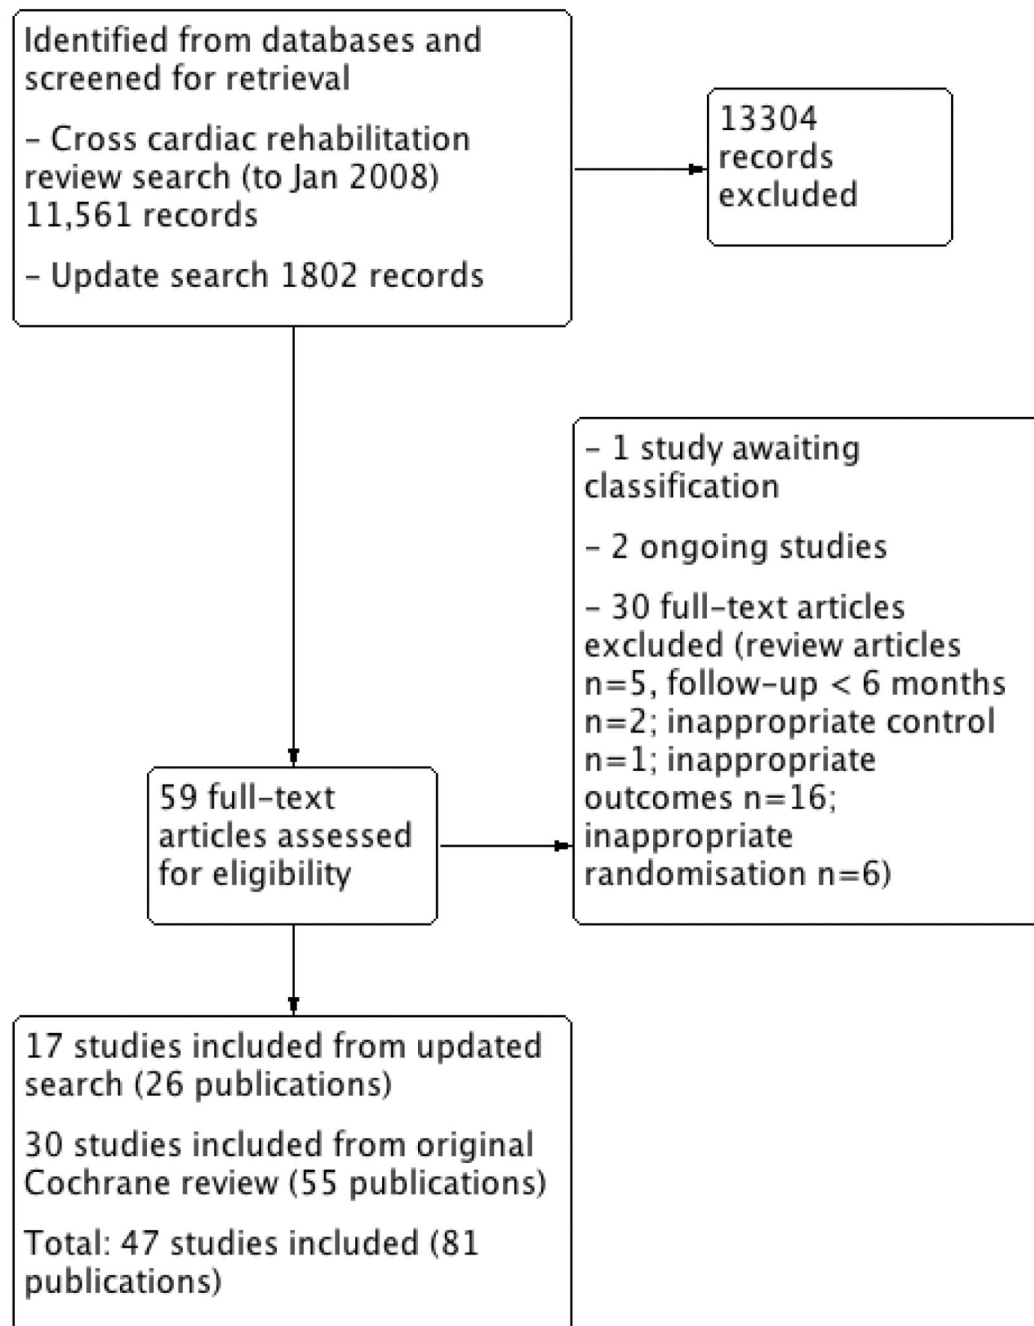 Identified from databases and
screened for retrieval
– Cross cardiac rehabilitation
review search (to Jan 2008)
11,561 records
– Update search 1802 records
13304
records
excluded
– 1 study awaiting
classification
– 2 ongoing studies
– 30 full–text articles
excluded (review articles
n=5, follow–up < 6 months
n=2; inappropriate control
n=1; inappropriate
outcomes n=16;
inappropriate
randomisation n=6)
59 full–text
articles assessed
for eligibility
17 studies included from updated
search (26 publications)
30 studies included from original
Cochrane review (55 publications)
Total: 47 studies included (81
publications)